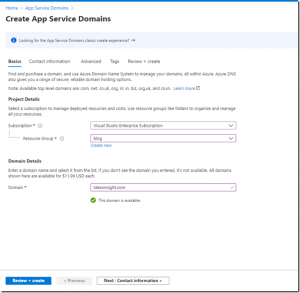 Home > App Service Domains >
Create App Service Domains
Looking for the App Service Domains classic create experience? →
Basics Contact information Advanced Tags Review + create
Find and purchase a domain, and use Azure Domain Name System to manage your domains, all within Azure. Azure DNS
also gives you a range of secure, reliable domain hosting options.
Note: Available top level domains are: com, net, co.uk, org, nl, in, biz, org.uk, and co.in. Learn more
Project Details
Select a subscription to manage deployed resources and costs. Use resource groups like folders to organize and manage
all your resources.
Subscription * Visual Studio Enterprise Subscription
Resource Group * blog
Create new
Domain Details
Enter a domain name and select it from the list. If you don't see the domain you entered, it's not available. All domains
shown here are available for $11.99 USD each.
Domain * takeninsight.com
This domain is available.
Review + create < Previous Next : Contact information >